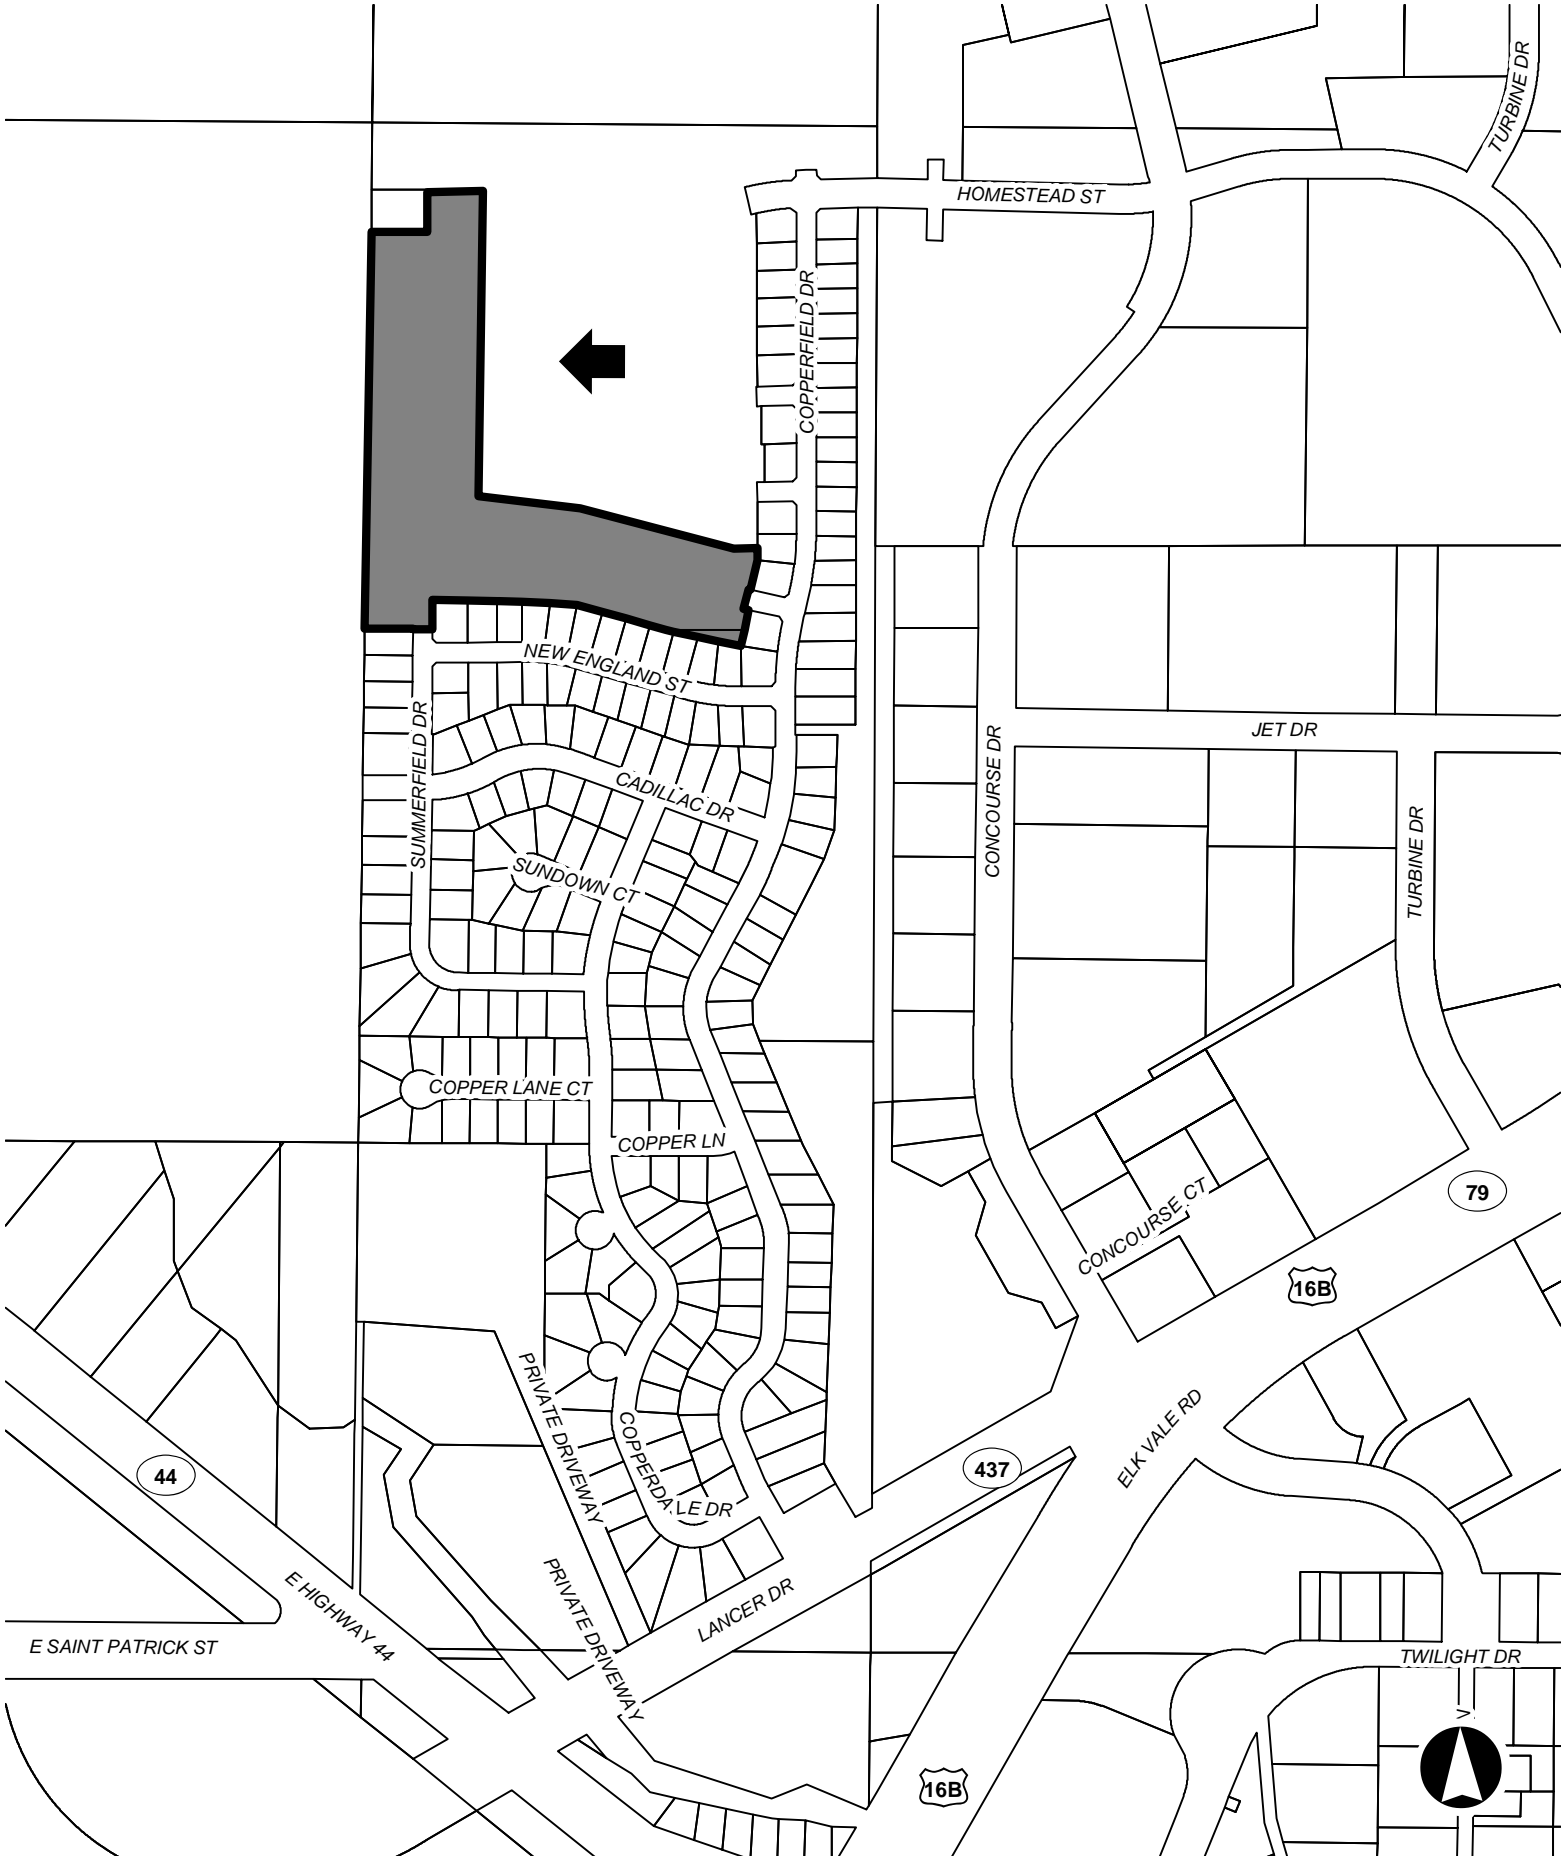 TURBINE DR
HOMESTEAD ST
COPPERFIELD DR
NEW ENGLAND ST
SUMMERFIELD DR
JET DR
CONCOURSE DR
CADILLAC DR
TURBINE DR
SUNDOWN CT
COPPER LANE CT
COPPER LN
79
CONCOURSE CT
16B
PRIVATE DRIVEWAY
ELK VALE RD
44
437
COPPERDALE DR
E HIGHWAY 44
PRIVATE DRIVEWAY
LANCER DR
E SAINT PATRICK ST
TWILIGHT DR
V
16B